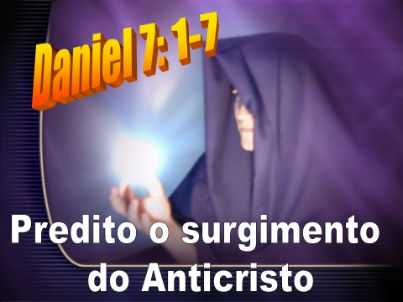 Daniel 7: 1-7
Predito o surgimento
do Anticristo